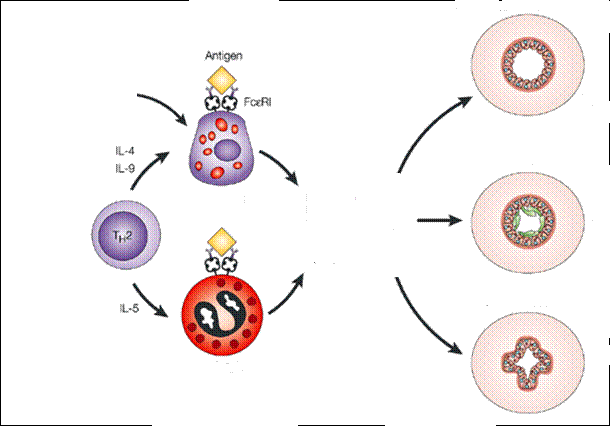 Antigen
FcεRI
IL-4
IL-9
TH2
IL-5